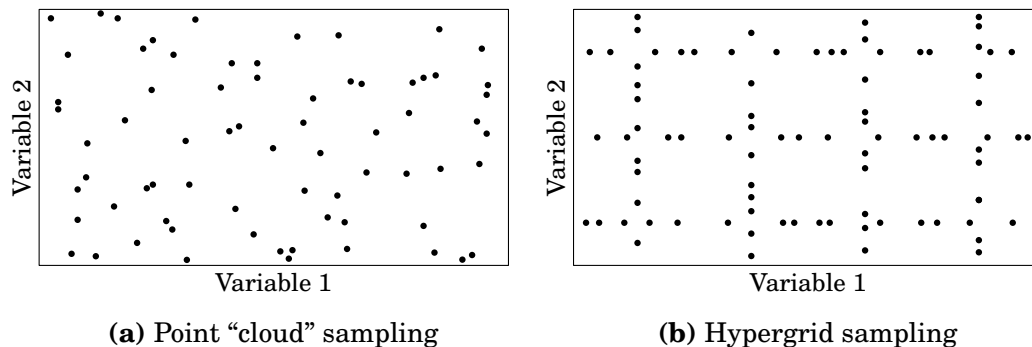 Variable 2
Variable 1
(a) Point “cloud” sampling
Variable 2
Variable 1
(b) Hypergrid sampling